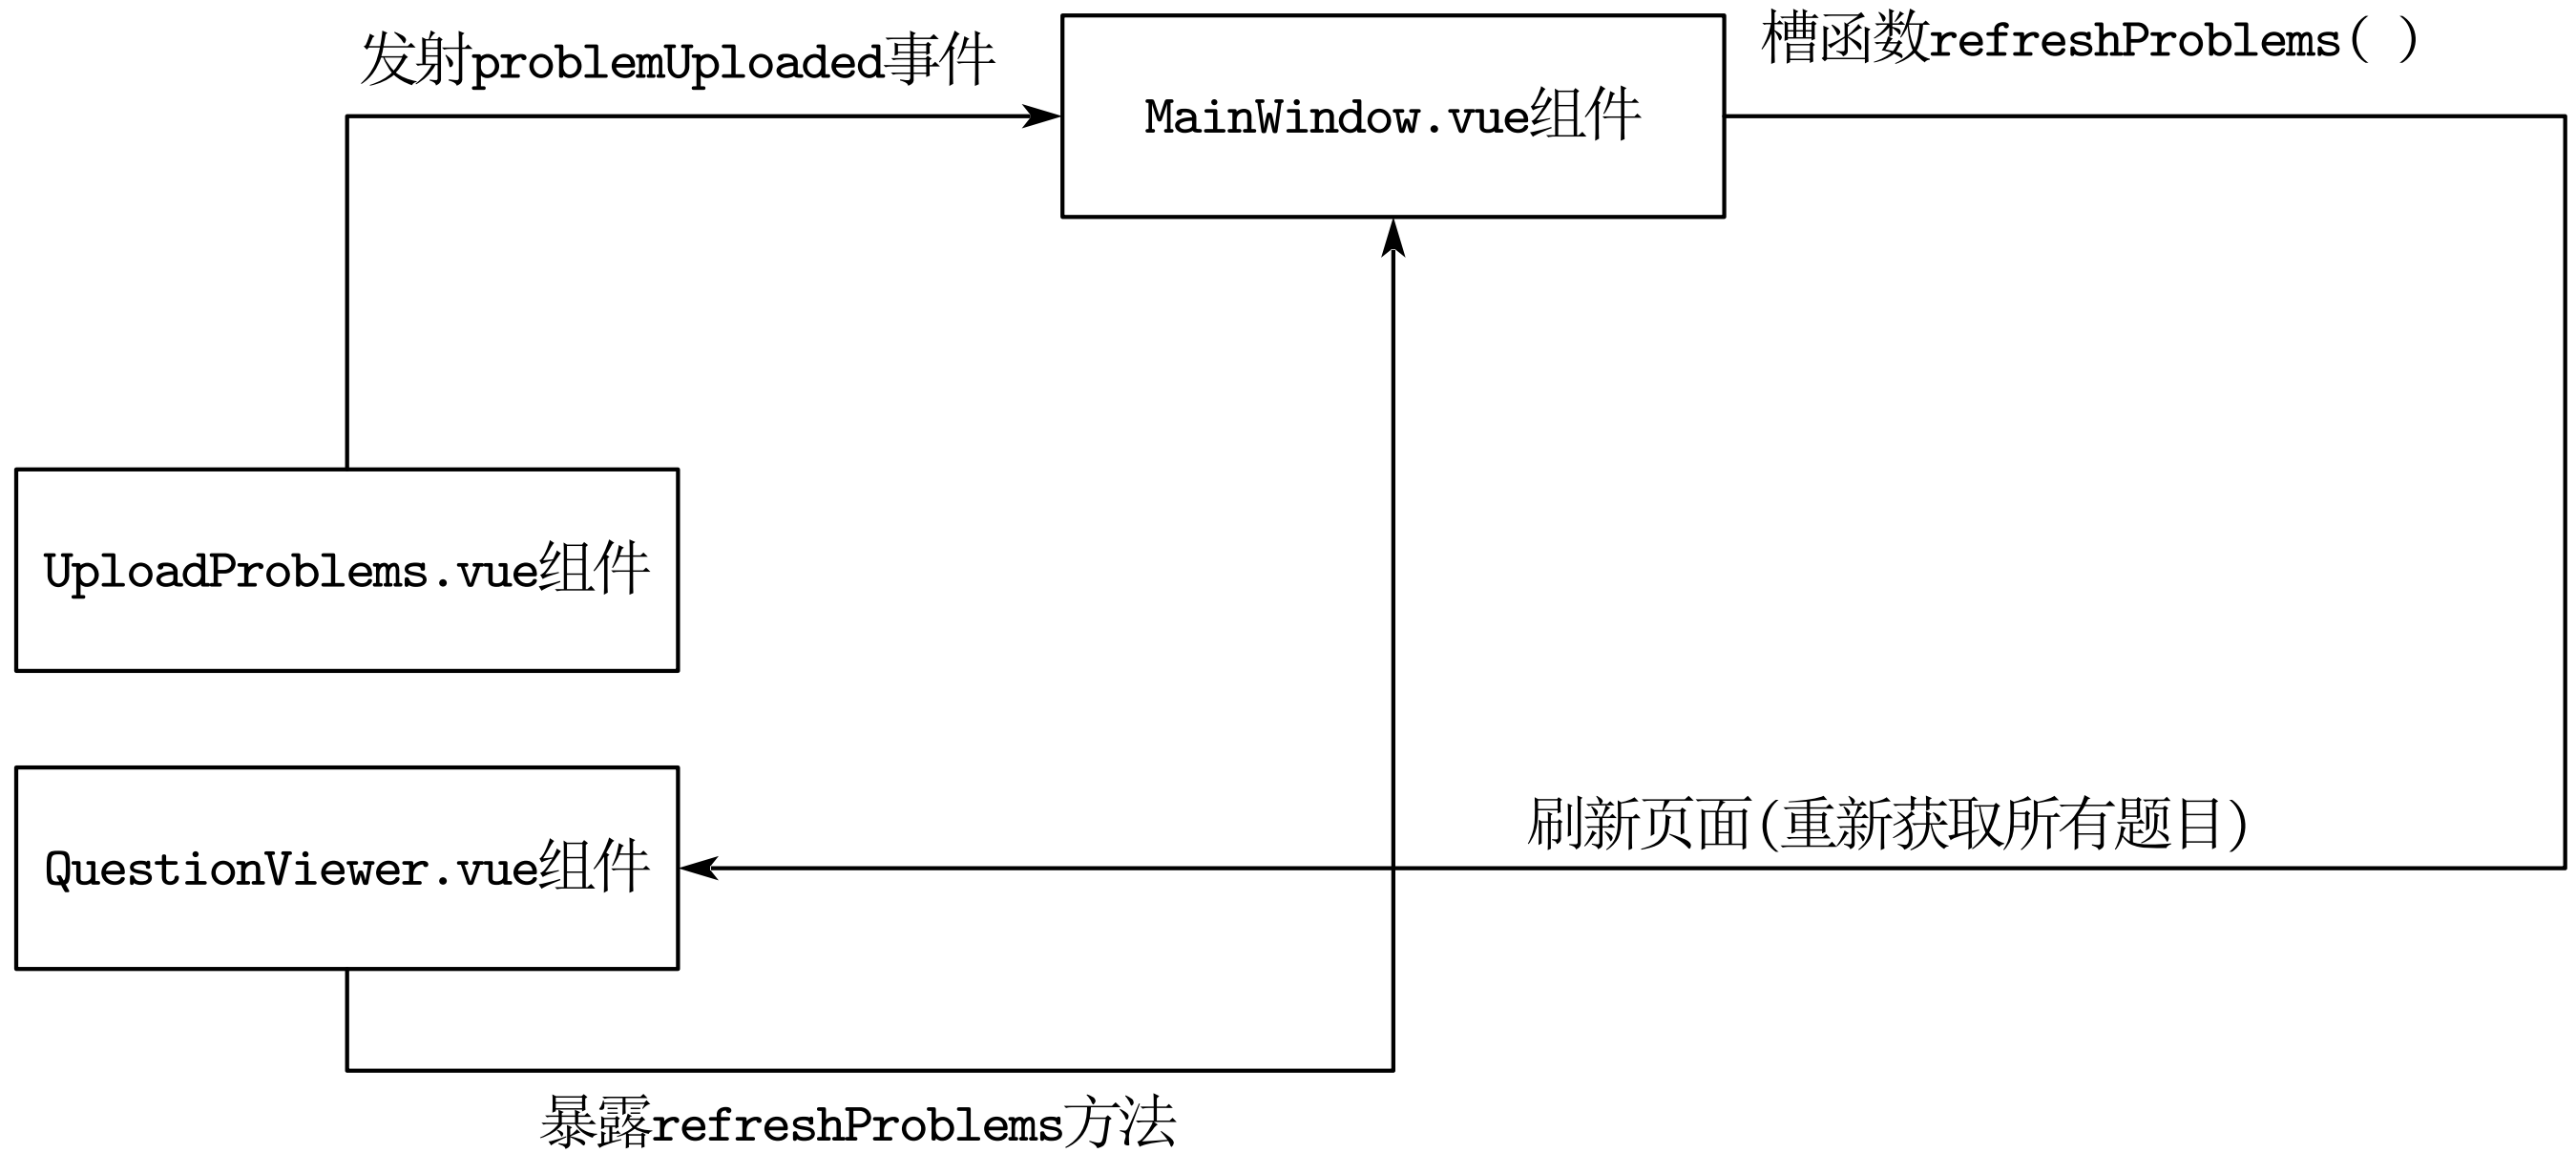 发射problemUploaded事件
槽函数refreshProblems( )
MainWindow.vue组件
UploadProblems.vue组件
刷新页面(重新获取所有题目)
QuestionViewer.vue组件
暴露refreshProblems方法